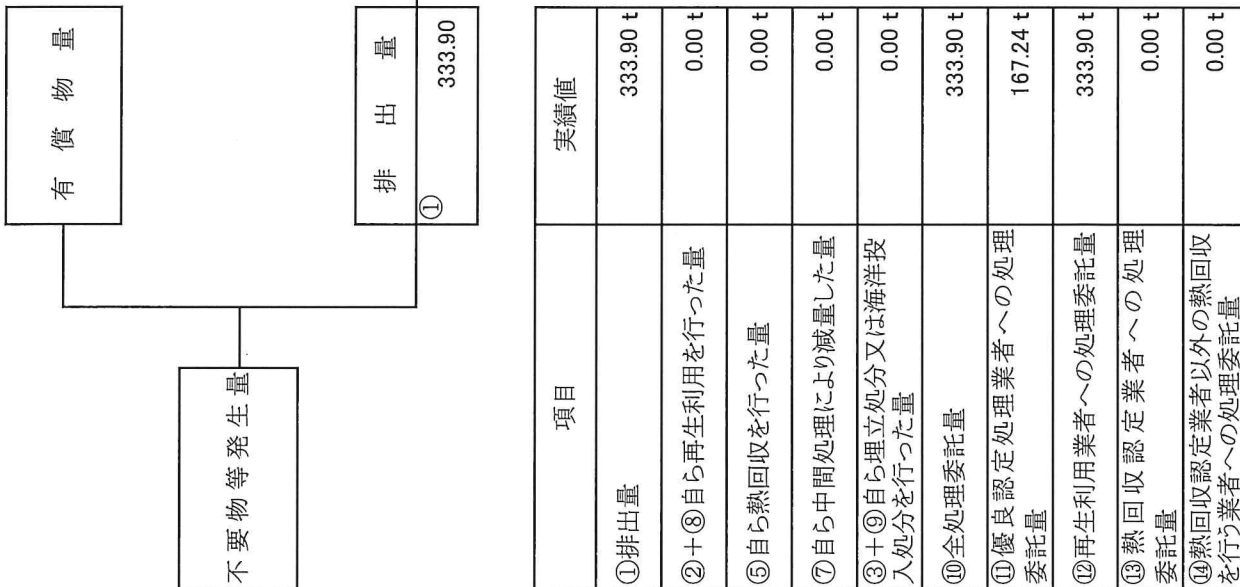 不要物等発生量
有償物量
排出量
①
333.90
項目
実績値
①排出量
333.90 t
②+⑧自ら再生利用を行った量
0.00 t
⑤自ら熱回収を行った量
0.00 t
⑦自ら中間処理により減量した量
0.00 t
③+⑨自ら埋立処分又は海洋投
入処分を行った量
0.00 t
⑩全処理委託量
333.90 t
⑪優良認定処理業者への処理
委託量
167.24 t
⑫再生利用業者への処理委託量
333.90 t
⑬熱回収認定業者への処理
委託量
0.00 t
⑭熱回収認定業者以外の熱回収
を行う業者への処理委託量
0.00 t